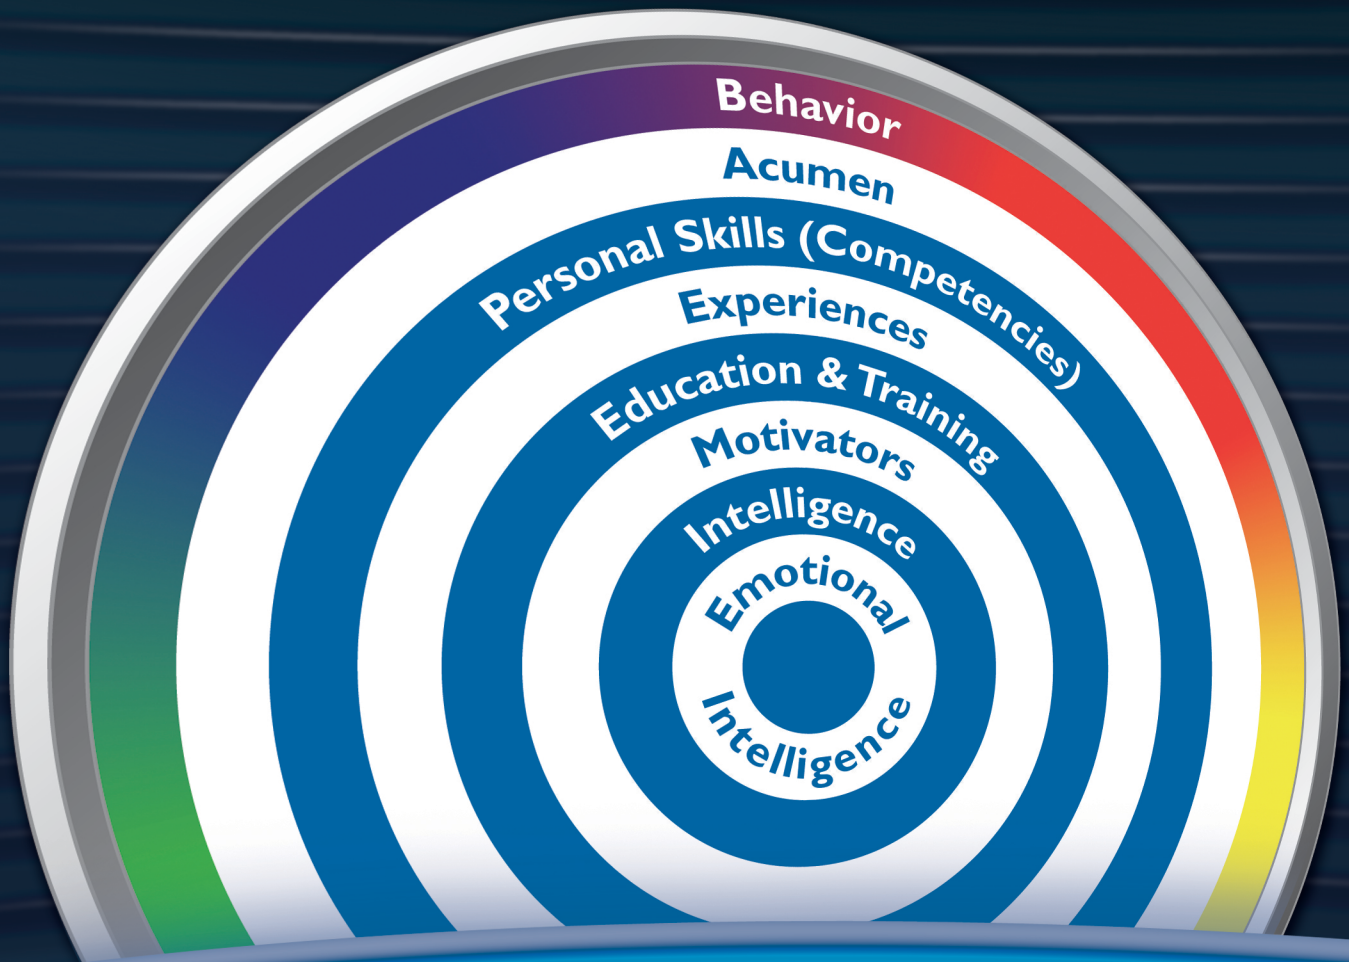 Behavior
Acumen
Personal Skills (Competencies)
Experiences
Education & Training
Motivators
Intelligence
Emotional
Intelligence